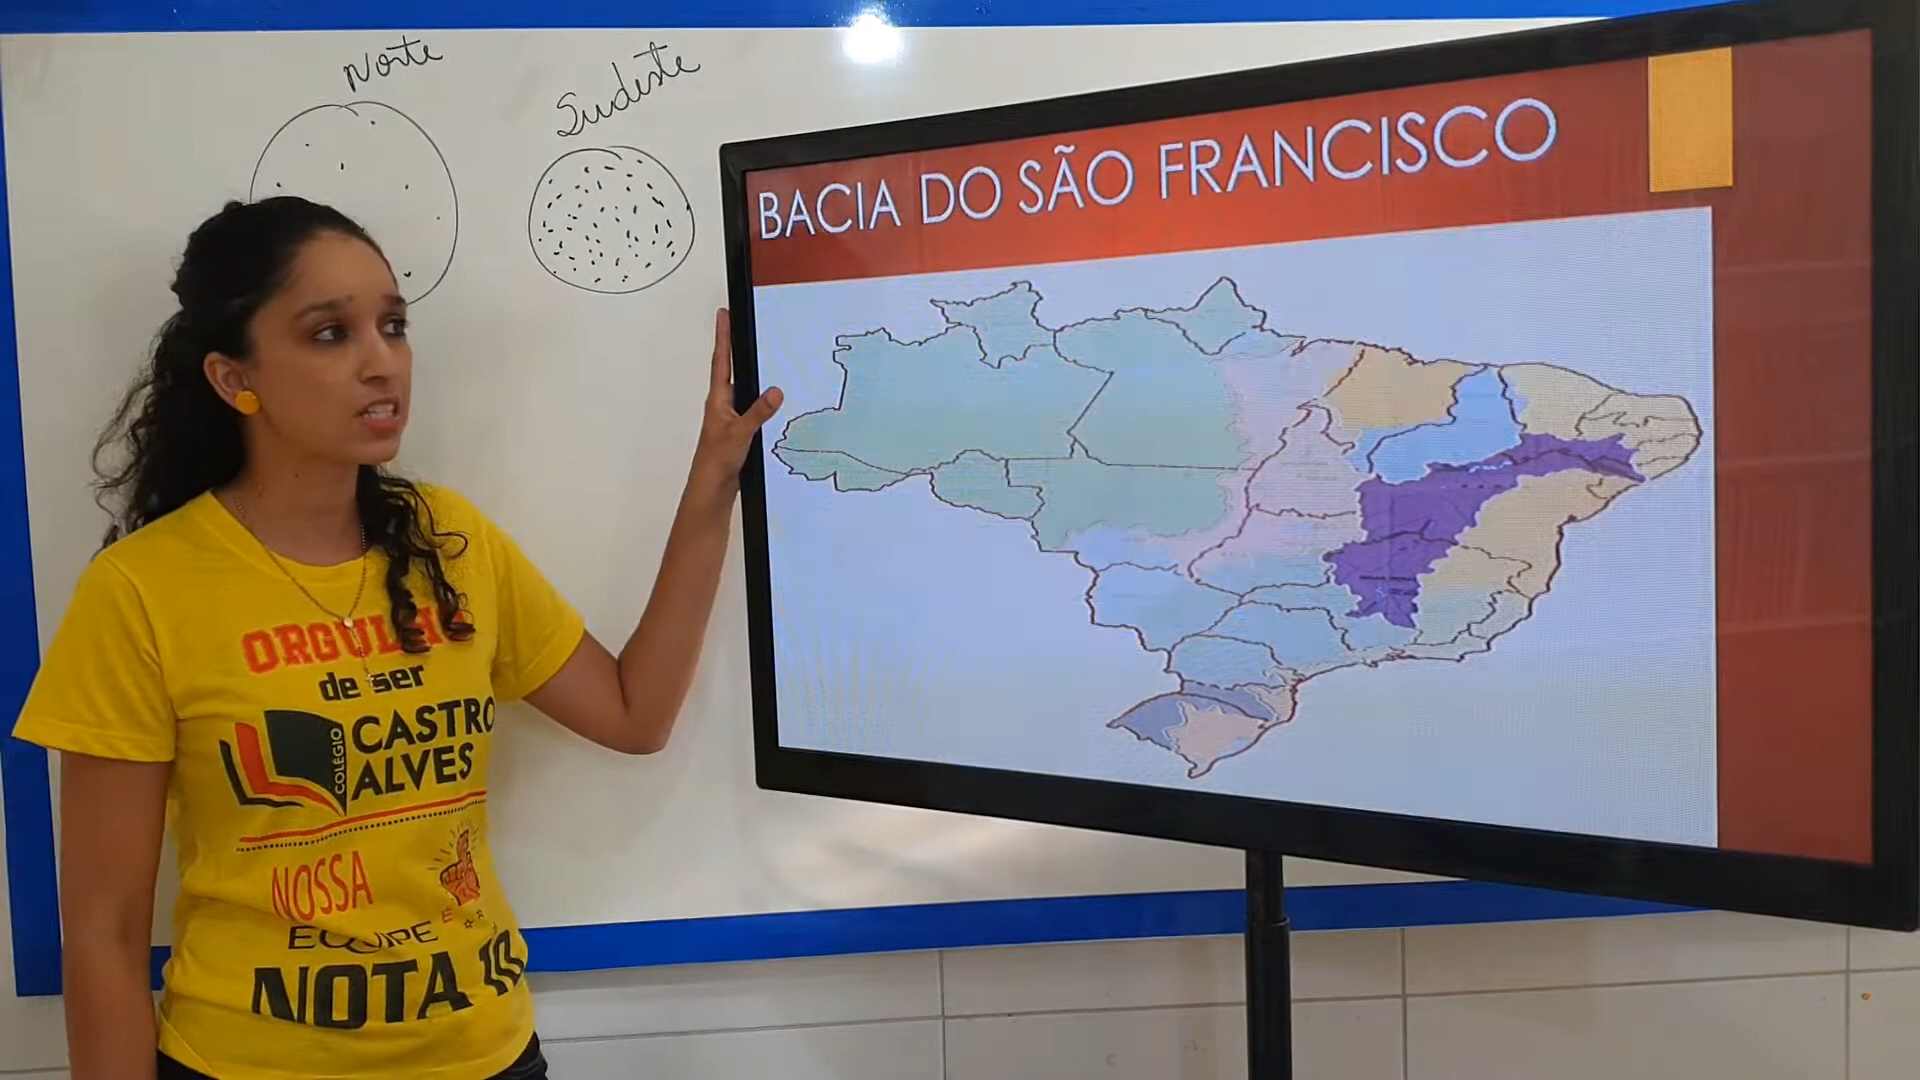 Norte
Sudeste
BACIA DO SÃO FRANCISCO
ORGULHO
de ser
COLÉGIO
CASTRO
ALVES
NOSSA
EQUIPE É
NOTA 10